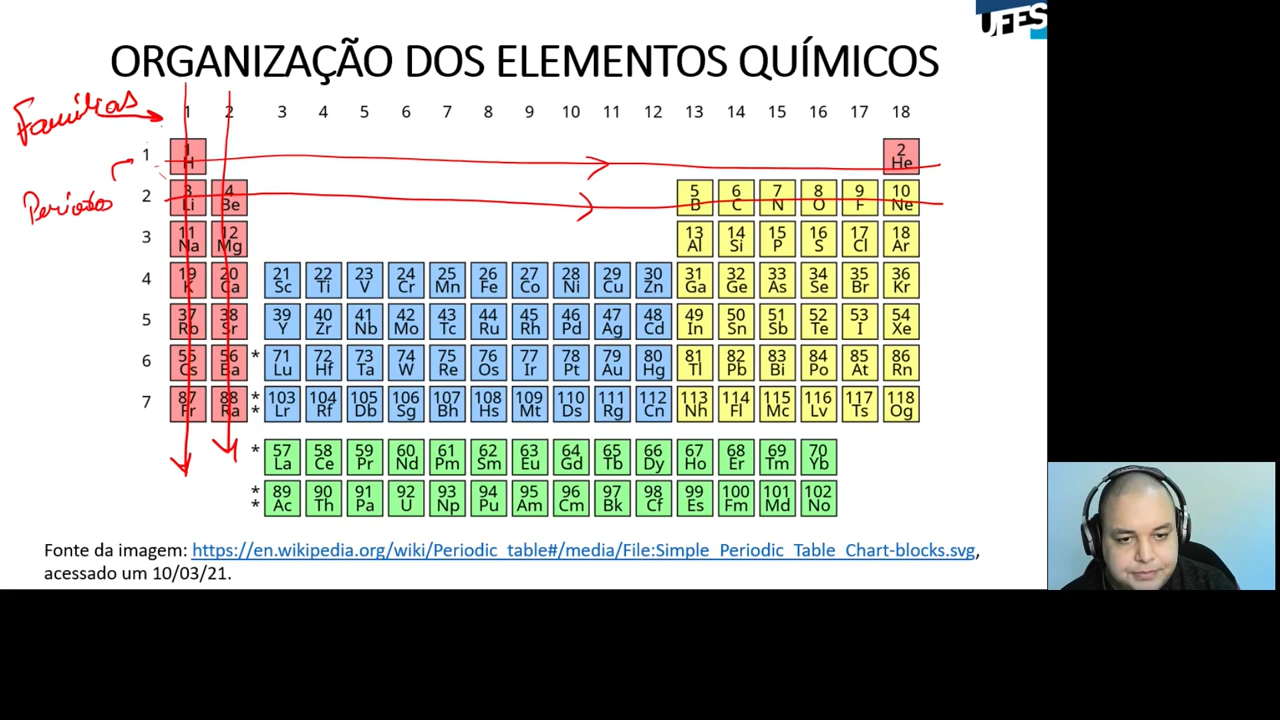 UFES
ORGANIZAÇÃO DOS ELEMENTOS QUÍMICOS
Famílias
1 2 3 4 5 6 7 8 9 10 11 12 13 14 15 16 17 18
1 1 H 2 He
Períodos
2 3 Li 4 Be 5 B 6 C 7 N 8 O 9 F 10 Ne
3 11 Na 12 Mg 13 Al 14 Si 15 P 16 S 17 Cl 18 Ar
4 19 K 20 Ca 21 Sc 22 Ti 23 V 24 Cr 25 Mn 26 Fe 27 Co 28 Ni 29 Cu 30 Zn 31 Ga 32 Ge 33 As 34 Se 35 Br 36 Kr
5 37 Rb 38 Sr 39 Y 40 Zr 41 Nb 42 Mo 43 Tc 44 Ru 45 Rh 46 Pd 47 Ag 48 Cd 49 In 50 Sn 51 Sb 52 Te 53 I 54 Xe
6 55 Cs 56 Ba * 71 Lu 72 Hf 73 Ta 74 W 75 Re 76 Os 77 Ir 78 Pt 79 Au 80 Hg 81 Tl 82 Pb 83 Bi 84 Po 85 At 86 Rn
7 87 Fr 88 Ra * * 103 Lr 104 Rf 105 Db 106 Sg 107 Bh 108 Hs 109 Mt 110 Ds 111 Rg 112 Cn 113 Nh 114 Fl 115 Mc 116 Lv 117 Ts 118 Og
* 57 La 58 Ce 59 Pr 60 Nd 61 Pm 62 Sm 63 Eu 64 Gd 65 Tb 66 Dy 67 Ho 68 Er 69 Tm 70 Yb
* * 89 Ac 90 Th 91 Pa 92 U 93 Np 94 Pu 95 Am 96 Cm 97 Bk 98 Cf 99 Es 100 Fm 101 Md 102 No
Fonte da imagem: https://en.wikipedia.org/wiki/Periodic_table#/media/File:Simple_Periodic_Table_Chart-blocks.svg,
acessado um 10/03/21.